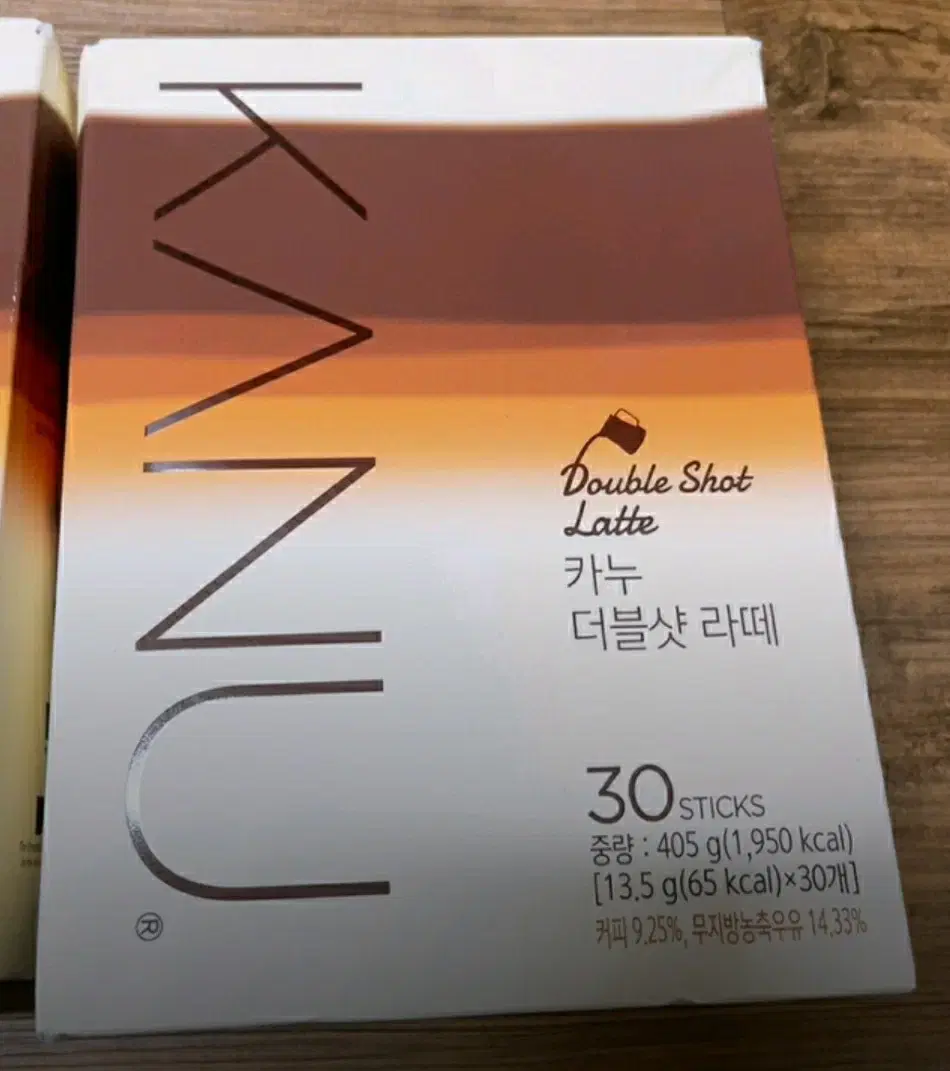 KANU
®
Double Shot
Latte
카누
더블샷 라떼
30 STICKS
중량 : 405 g(1,950 kcal)
[13.5 g(65 kcal)×30개]
커피 9.25%, 무지방농축우유 14.33%